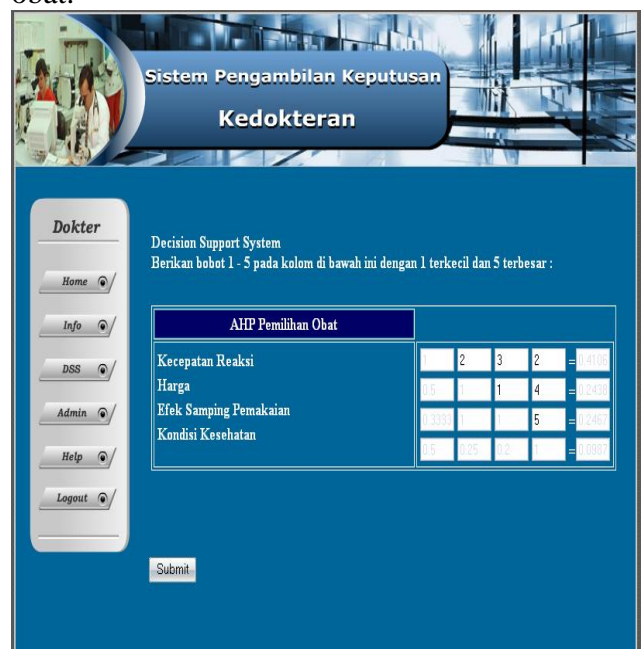 obat.
Sistem Pengambilan Keputusan
Kedokteran
Dokter
Home
Info
DSS
Admin
Help
Logout
Decision Support System
Berikan bobot 1 - 5 pada kolom di bawah ini dengan 1 terkecil dan 5 terbesar :
AHP Pemilihan Obat
Kecepatan Reaksi 1 2 3 2 = 0.4106
Harga 0.5 1 1 4 = 0.2438
Efek Samping Pemakaian 0.3333 1 1 5 = 0.2467
Kondisi Kesehatan 0.5 0.25 0.2 1 =
Submit